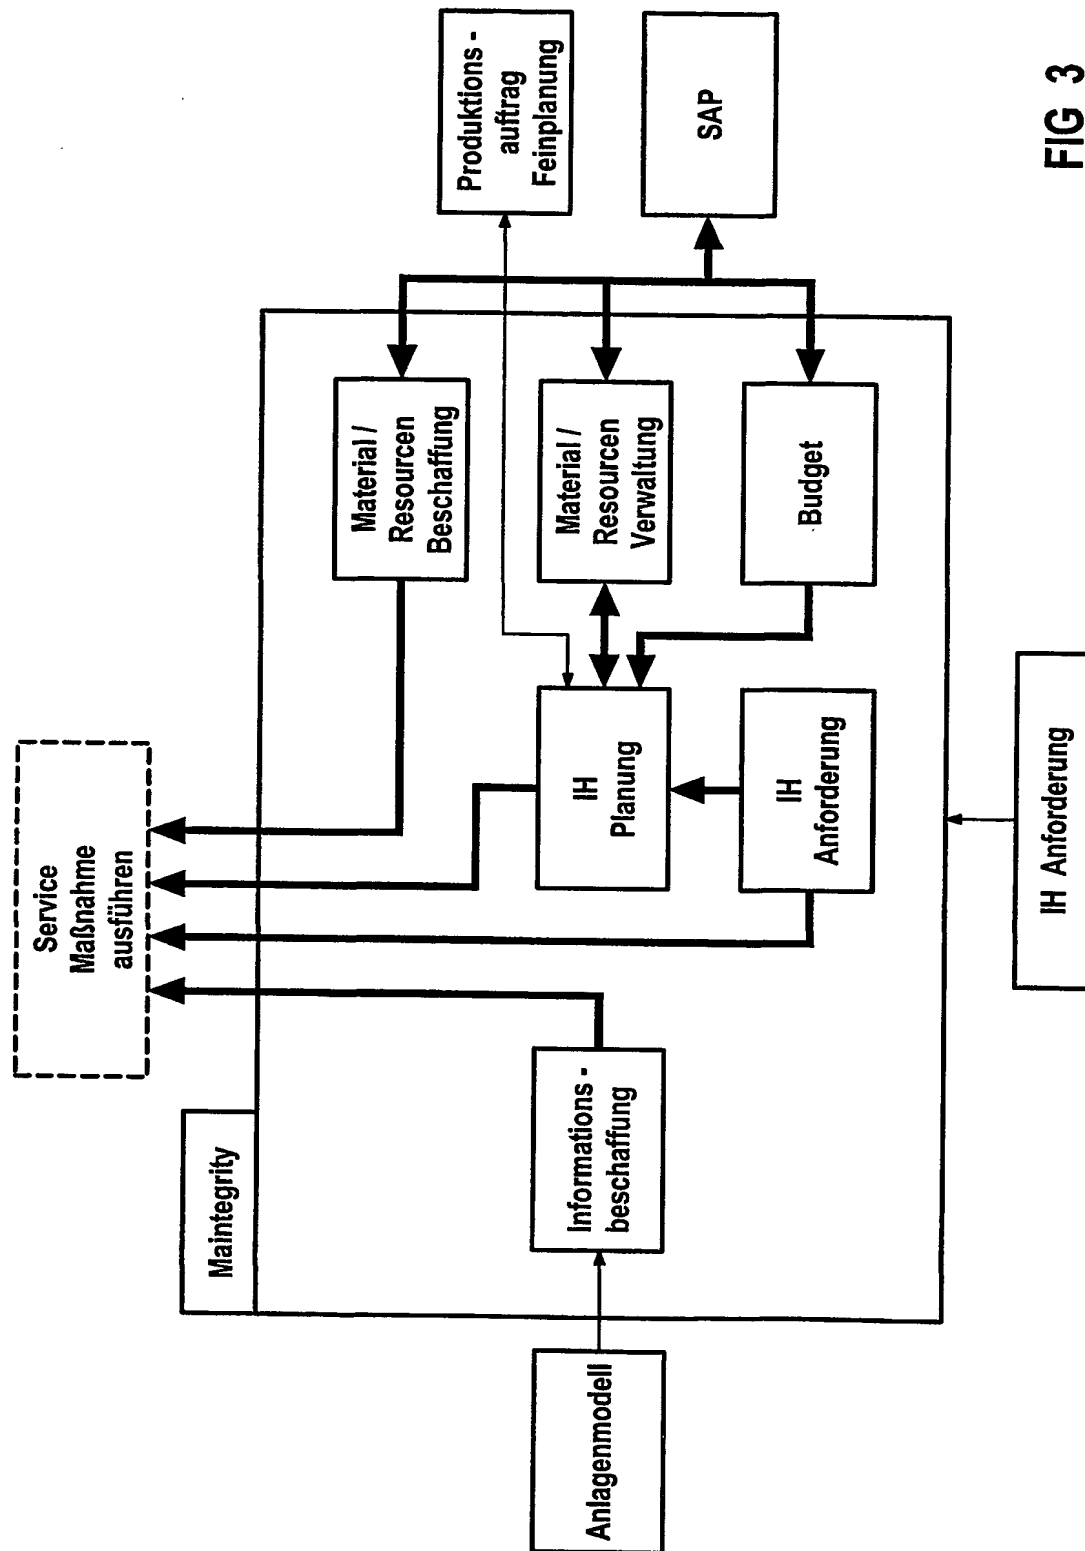 Service
Maßnahme
ausführen
Maintegrity
Anlagenmodell
Informations -
beschaffung
IH
Planung
IH
Anforderung
Material /
Resourcen
Beschaffung
Material /
Resourcen
Verwaltung
Budget
Produktions -
auftrag
Feinplanung
SAP
IH Anforderung
FIG 3